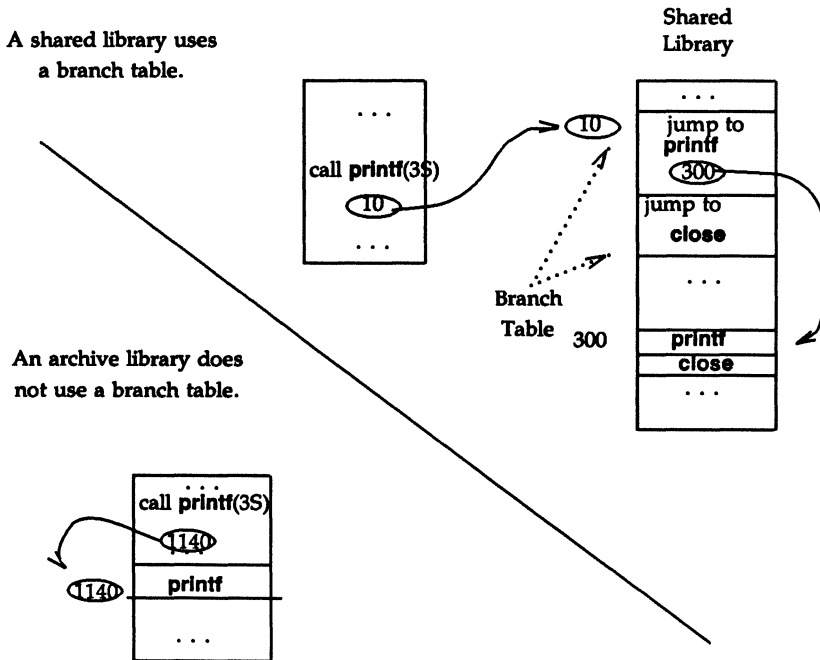 A shared library uses
a branch table.
Shared
Library
. . .
call printf(3S)
10
. . .
10
. . .
jump to
printf
300
jump to
close
. . .
Branch
Table
300
printf
close
. . .
An archive library does
not use a branch table.
. . .
call printf(3S)
1140
1140
printf
. . .